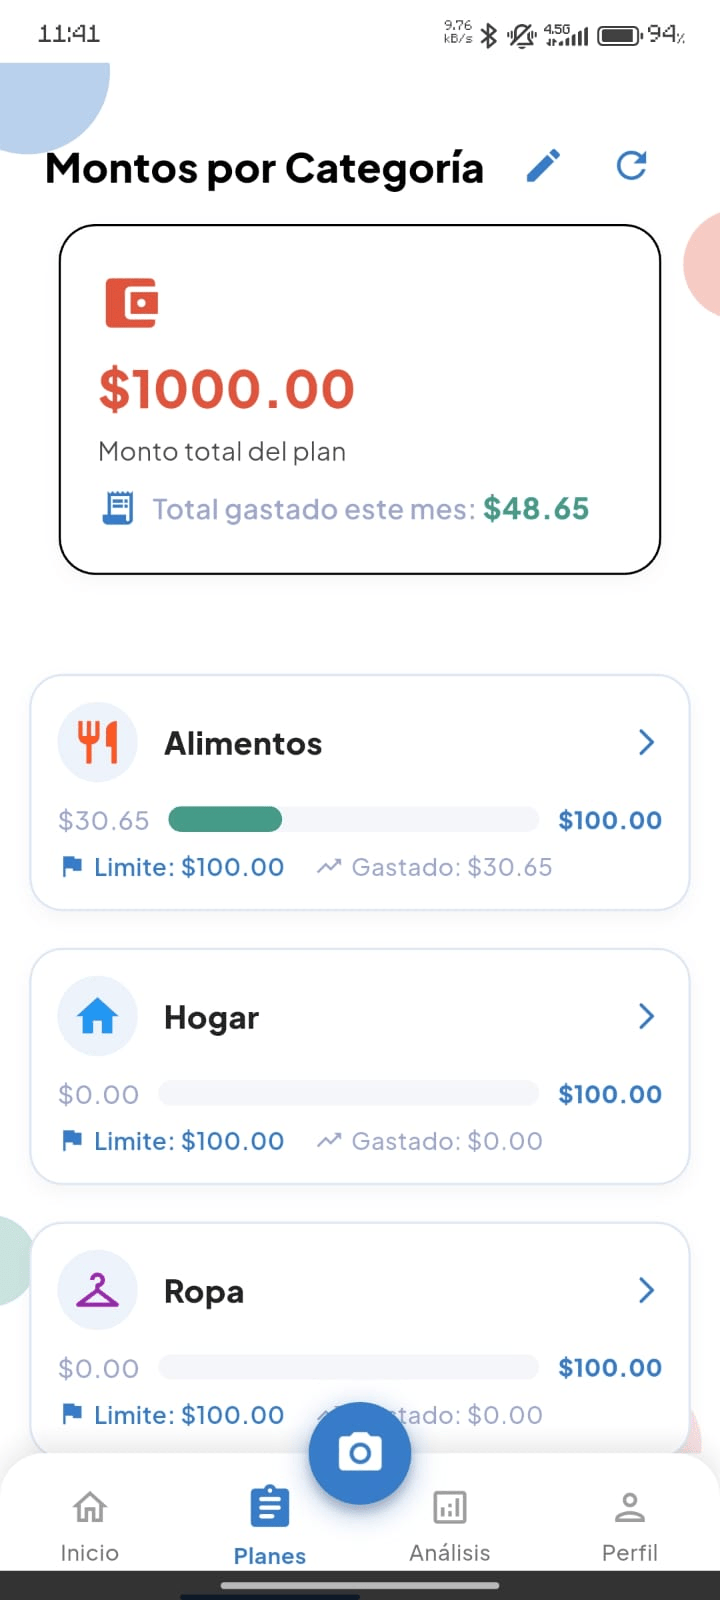 11:41
9.76 kB/s 4.5G 94%
Montos por Categoría
$1000.00
Monto total del plan
Total gastado este mes: $48.65
Alimentos
$30.65 $100.00
Limite: $100.00 Gastado: $30.65
Hogar
$0.00 $100.00
Limite: $100.00 Gastado: $0.00
Ropa
$0.00 $100.00
Limite: $100.00 tado: $0.00
Inicio Planes Análisis Perfil